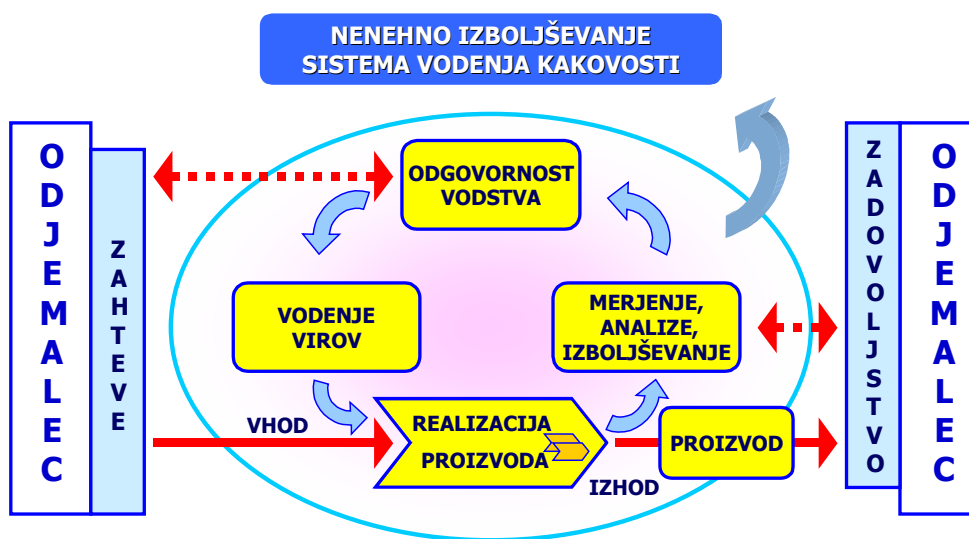 NENEHNO IZBOLJŠEVANJE
SISTEMA VODENJA KAKOVOSTI
ODJEMALEC
ZAHTEVE
ODGOVORNOST
VODSTVA
VODENJE
VIROV
MERJENJE,
ANALIZE,
IZBOLJŠEVANJE
VHOD
REALIZACIJA
PROIZVODA
IZHOD
PROIZVOD
ZADOVOLJSTVO
ODJEMALEC